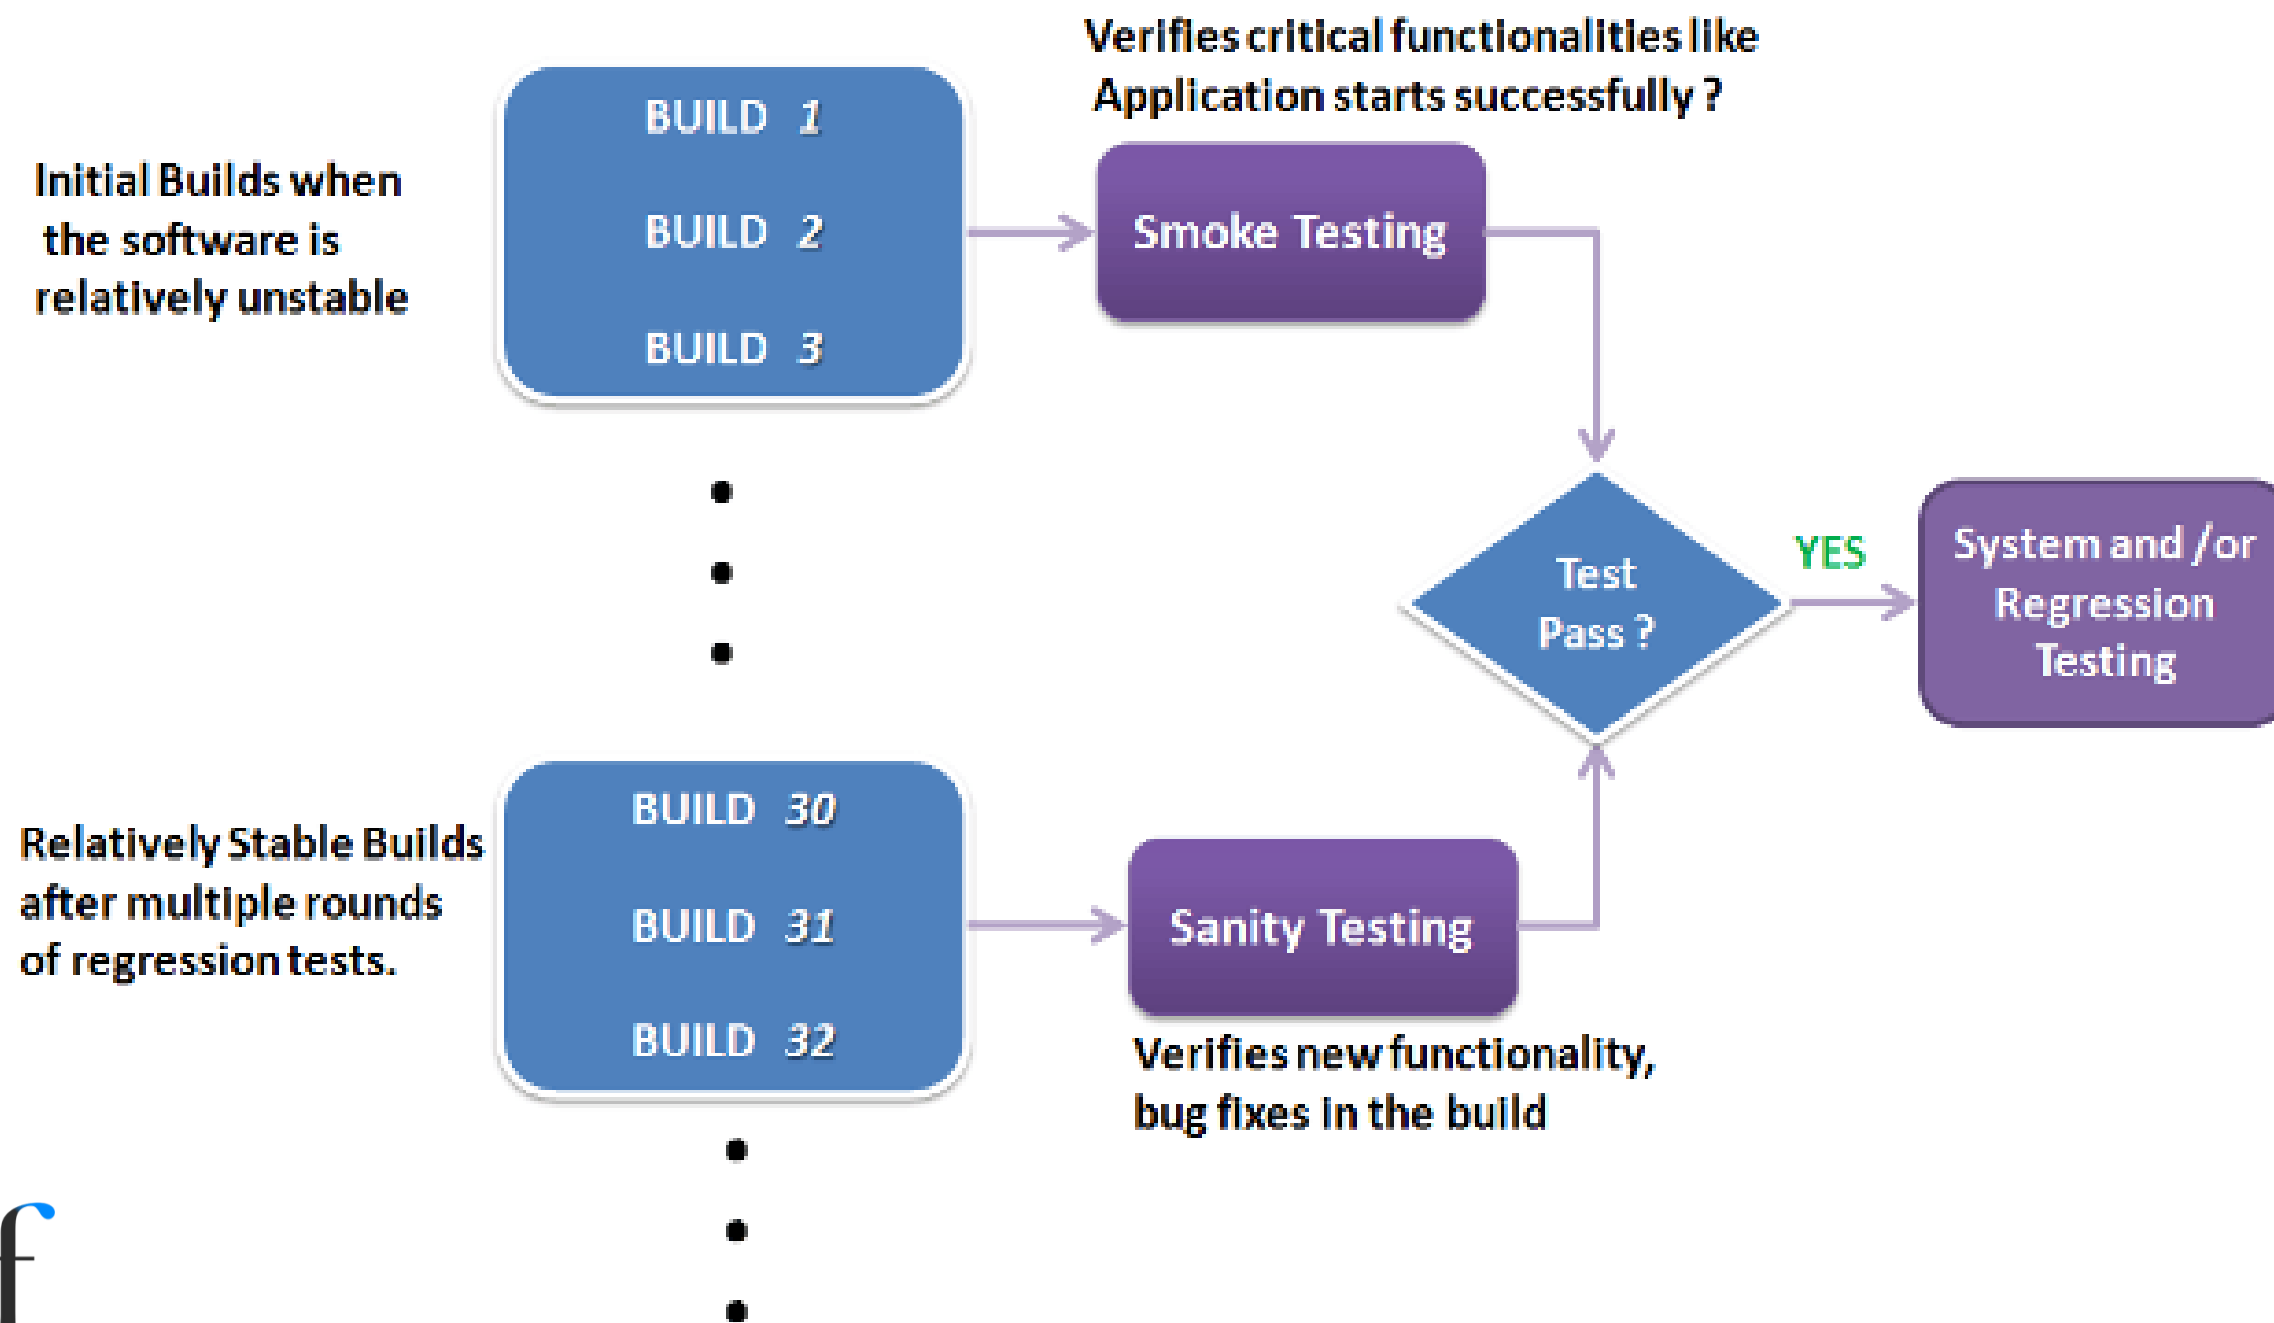 Verifies critical functionalities like
Application starts successfully ?
Initial Builds when
the software is
relatively unstable
BUILD 1
BUILD 2
BUILD 3
Smoke Testing
Test
Pass ?
YES
System and /or
Regression
Testing
Relatively Stable Builds
after multiple rounds
of regression tests.
BUILD 30
BUILD 31
BUILD 32
Sanity Testing
Verifies new functionality,
bug fixes in the build
f